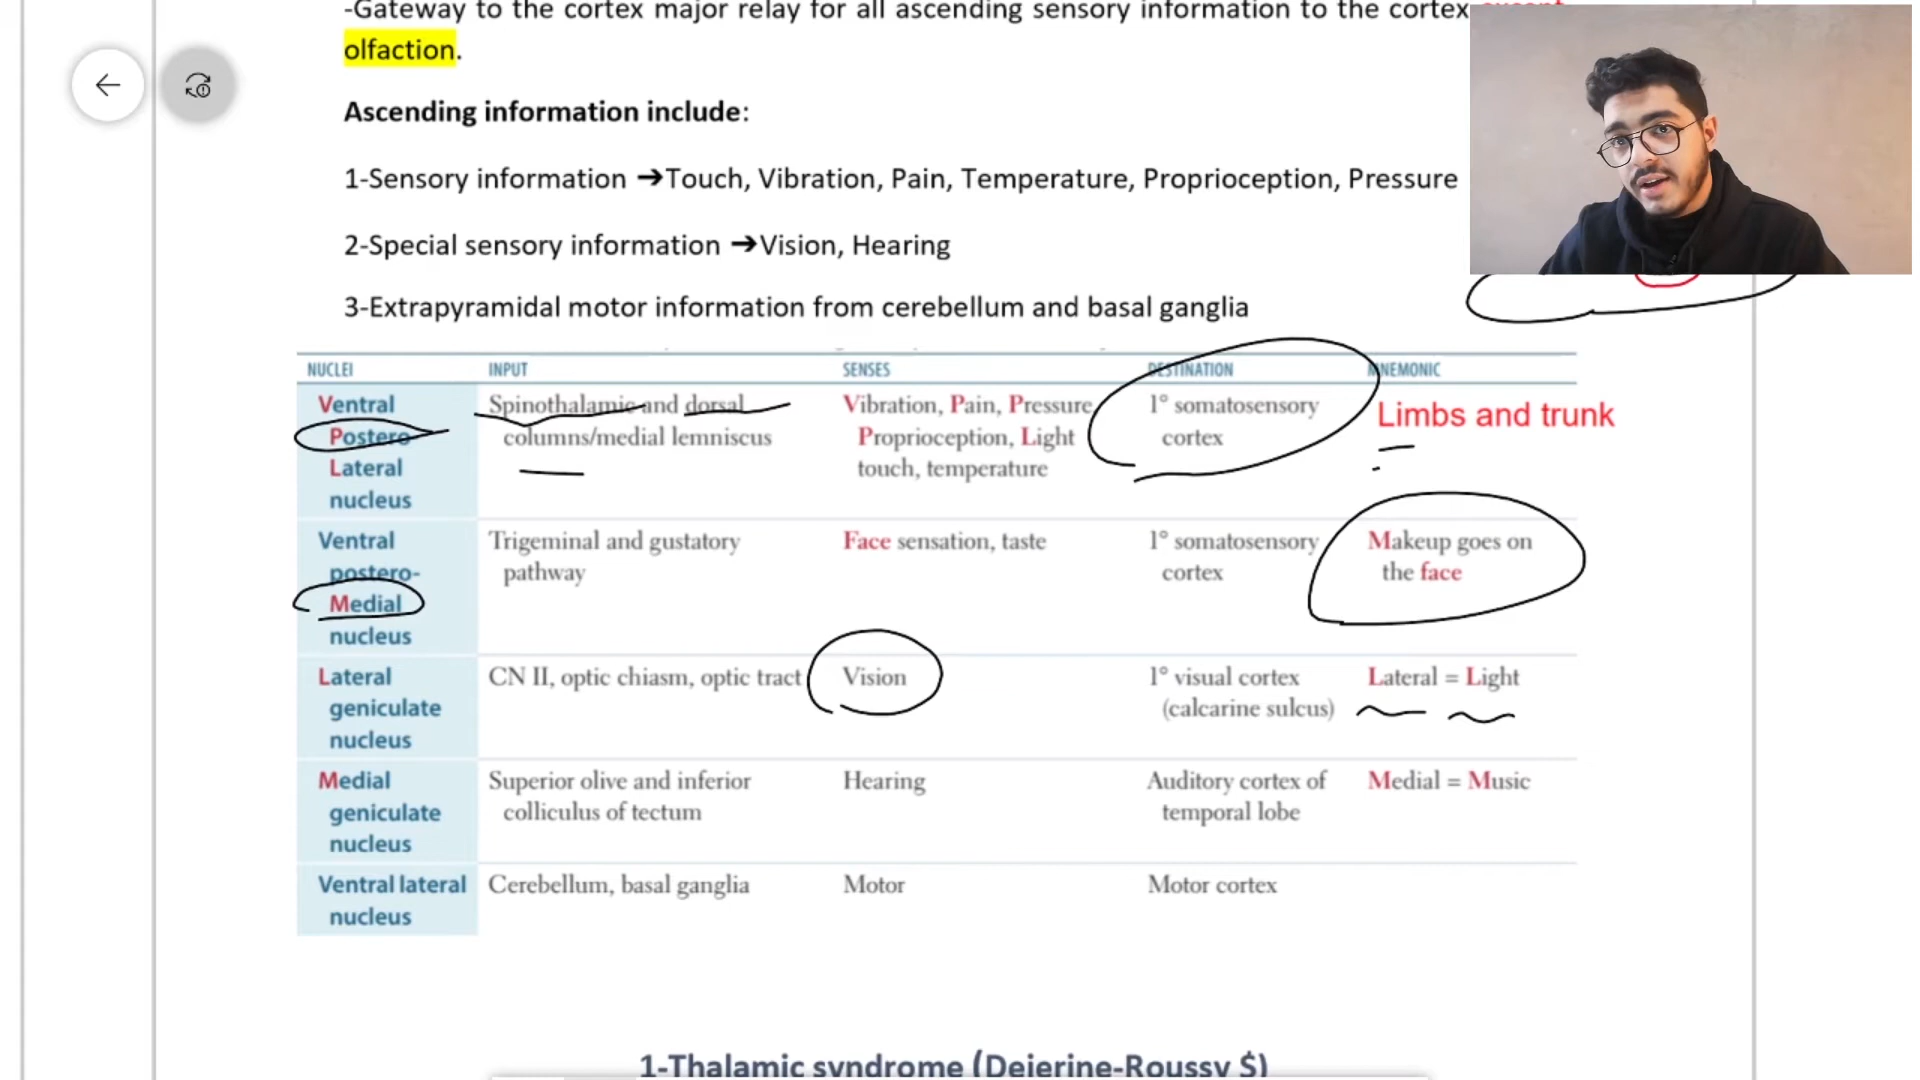 -Gateway to the cortex major relay for all ascending sensory information to the cortex except
olfaction.
Ascending information include:
1-Sensory information ➔Touch, Vibration, Pain, Temperature, Proprioception, Pressure
2-Special sensory information ➔Vision, Hearing
3-Extrapyramidal motor information from cerebellum and basal ganglia
NUCLEI INPUT SENSES DESTINATION MNEMONIC
Ventral Postero-Lateral nucleus
Spinothalamic and dorsal columns/medial lemniscus
Vibration, Pain, Pressure, Proprioception, Light touch, temperature
1° somatosensory cortex
Limbs and trunk
Ventral postero-Medial nucleus
Trigeminal and gustatory pathway
Face sensation, taste
1° somatosensory cortex
Makeup goes on the face
Lateral geniculate nucleus
CN II, optic chiasm, optic tract
Vision
1° visual cortex (calcarine sulcus)
Lateral = Light
Medial geniculate nucleus
Superior olive and inferior colliculus of tectum
Hearing
Auditory cortex of temporal lobe
Medial = Music
Ventral lateral nucleus
Cerebellum, basal ganglia
Motor
Motor cortex
1-Thalamic syndrome (Dejerine-Roussy $)